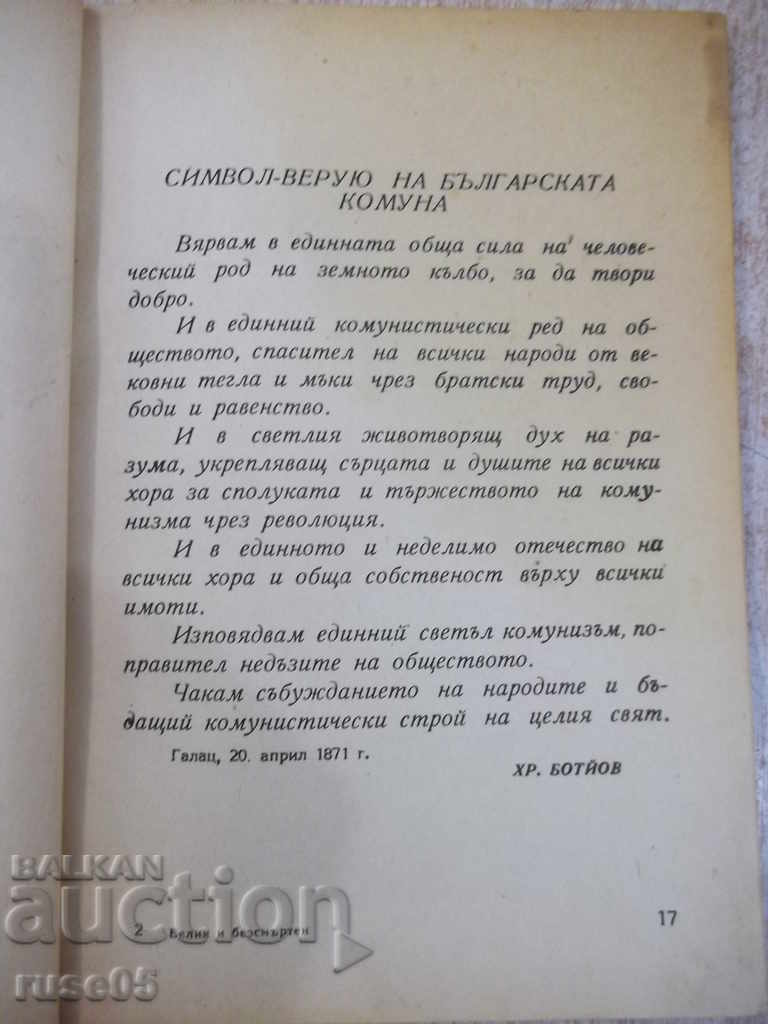 СИМВОЛ-ВЕРУЮ НА БЪЛГАРСКАТА
КОМУНА
Вярвам в единната обща сила на человe-
ческий род на земното кълбо, за да твори
добро.
И в единний комунистически ред на об-
ществото, спасител на всички народи от ве-
ковни тегла и мъки чрез братски труд, сво-
боди и равенство.
И в светлия животворящ дух на ра-
зума, укрепляващ сърцата и душите на всички
хора за сполуката и тържеството на кому-
низма чрез революция.
И в единното и неделимо отечество на
всички хора и обща собственост върху всички
имоти.
Изповядвам единний светъл комунизъм, по-
правител недъзите на обществото.
Чакам събужданието на народите и бъ-
дащий комунистически строй на целия свят.
Галац, 20. април 1871 г.
ХР. БОТЙОВ
BALKAN
auction
2 Велик и безсмъртен
17
ruse05